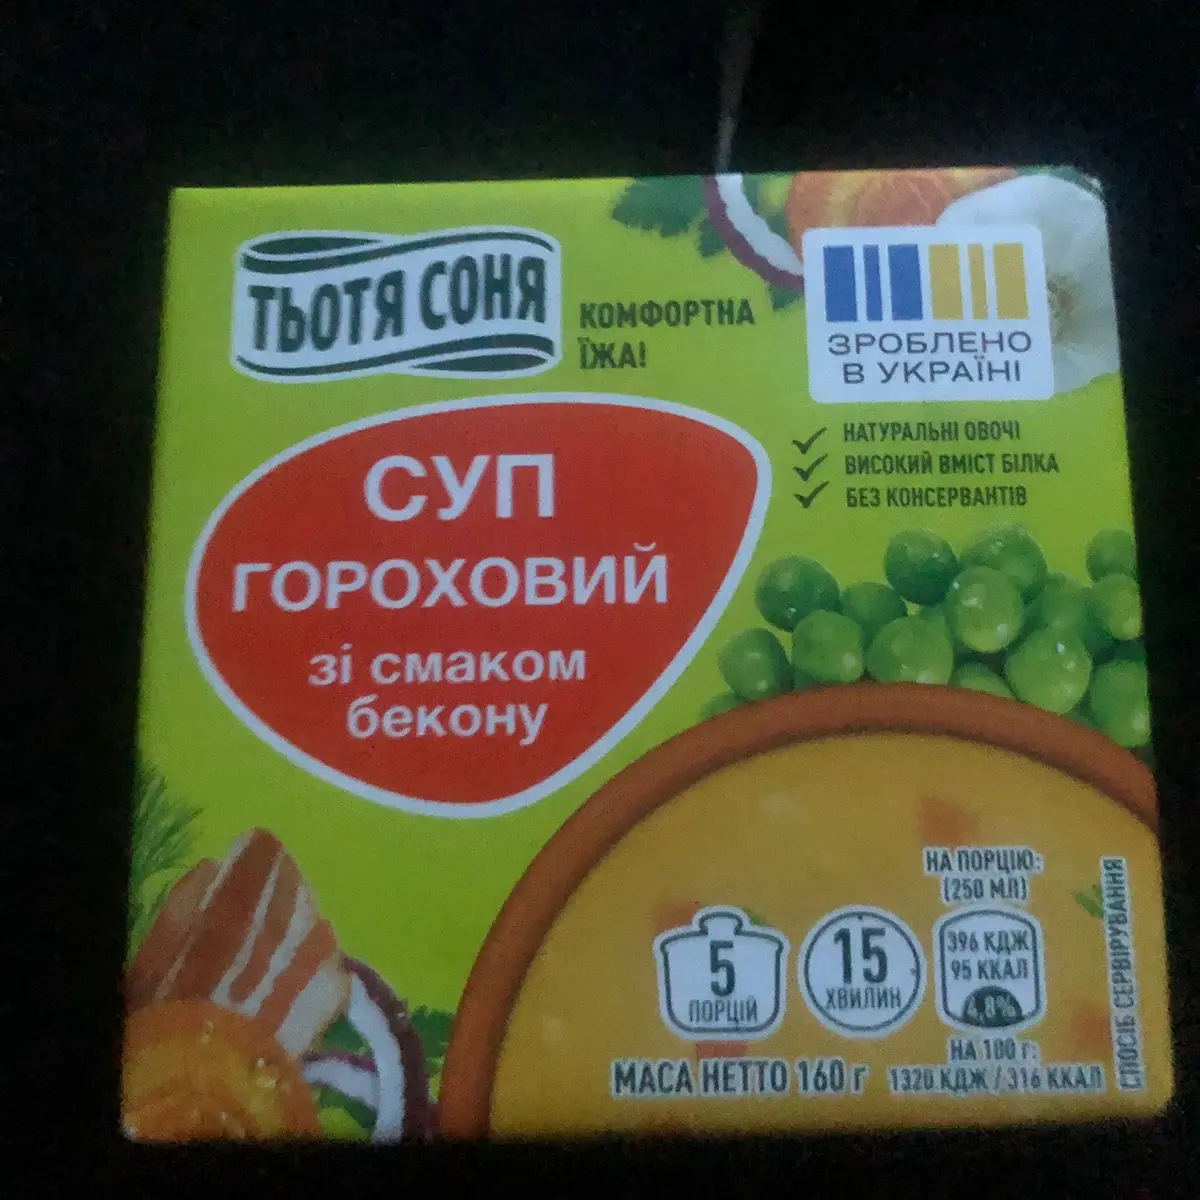 ТЬОТЯ СОНЯ
КОМФОРТНА
ЇЖА!
ЗРОБЛЕНО
В УКРАЇНІ
НАТУРАЛЬНІ ОВОЧІ
ВИСОКИЙ ВМІСТ БІЛКА
БЕЗ КОНСЕРВАНТІВ
СУП
ГОРОХОВИЙ
зі смаком
бекону
НА ПОРЦІЮ:
(250 МЛ)
5
ПОРЦІЙ
15
ХВИЛИН
396 КДЖ
95 ККАЛ
4,8%
МАСА НЕТТО 160 г
НА 100 г:
1320 КДЖ / 316 ККАЛ
СПОСІБ СЕРВІРУВАННЯ